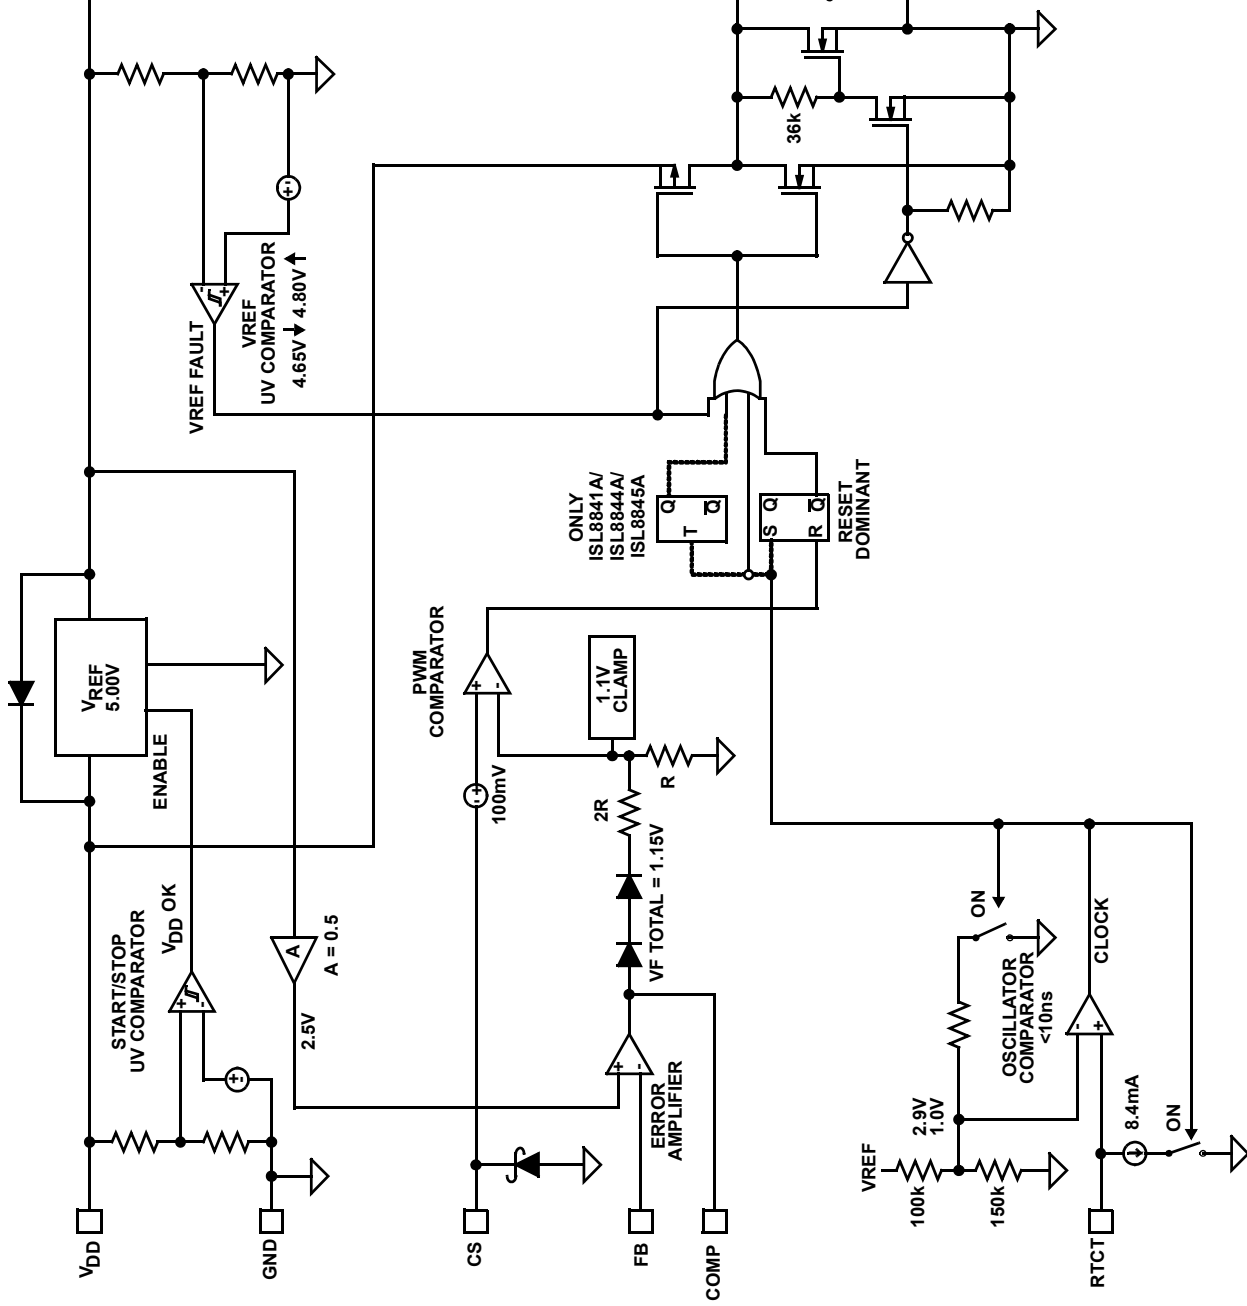 VDD
GND
CS
FB
COMP
RTCT
START/STOP
UV COMPARATOR
+
-
+
-
VDD OK
ENABLE
VREF
5.00V
2.5V
A
A = 0.5
VREF FAULT
-
+
VREF
UV COMPARATOR
4.65V 4.80V
+
-
ERROR
AMPLIFIER
+
-
VF TOTAL = 1.15V
2R
R
1.1V
CLAMP
100mV
-
+
PWM
COMPARATOR
+
-
ONLY
ISL8841A/
ISL8844A/
ISL8845A
T
Q
Q
S
Q
R
Q
RESET
DOMINANT
36k
VREF
100k
150k
2.9V
1.0V
OSCILLATOR
COMPARATOR
<10ns
-
+
CLOCK
ON
8.4mA
ON